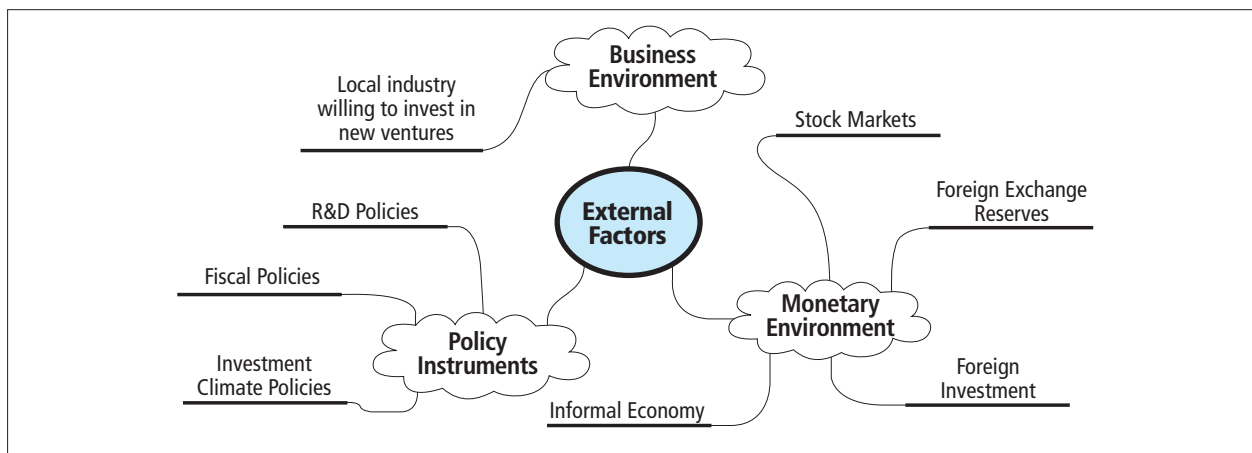 Business
Environment
Local industry
willing to invest in
new ventures
Stock Markets
Foreign Exchange
Reserves
R&D Policies
External
Factors
Fiscal Policies
Monetary
Environment
Policy
Instruments
Investment
Climate Policies
Foreign
Investment
Informal Economy